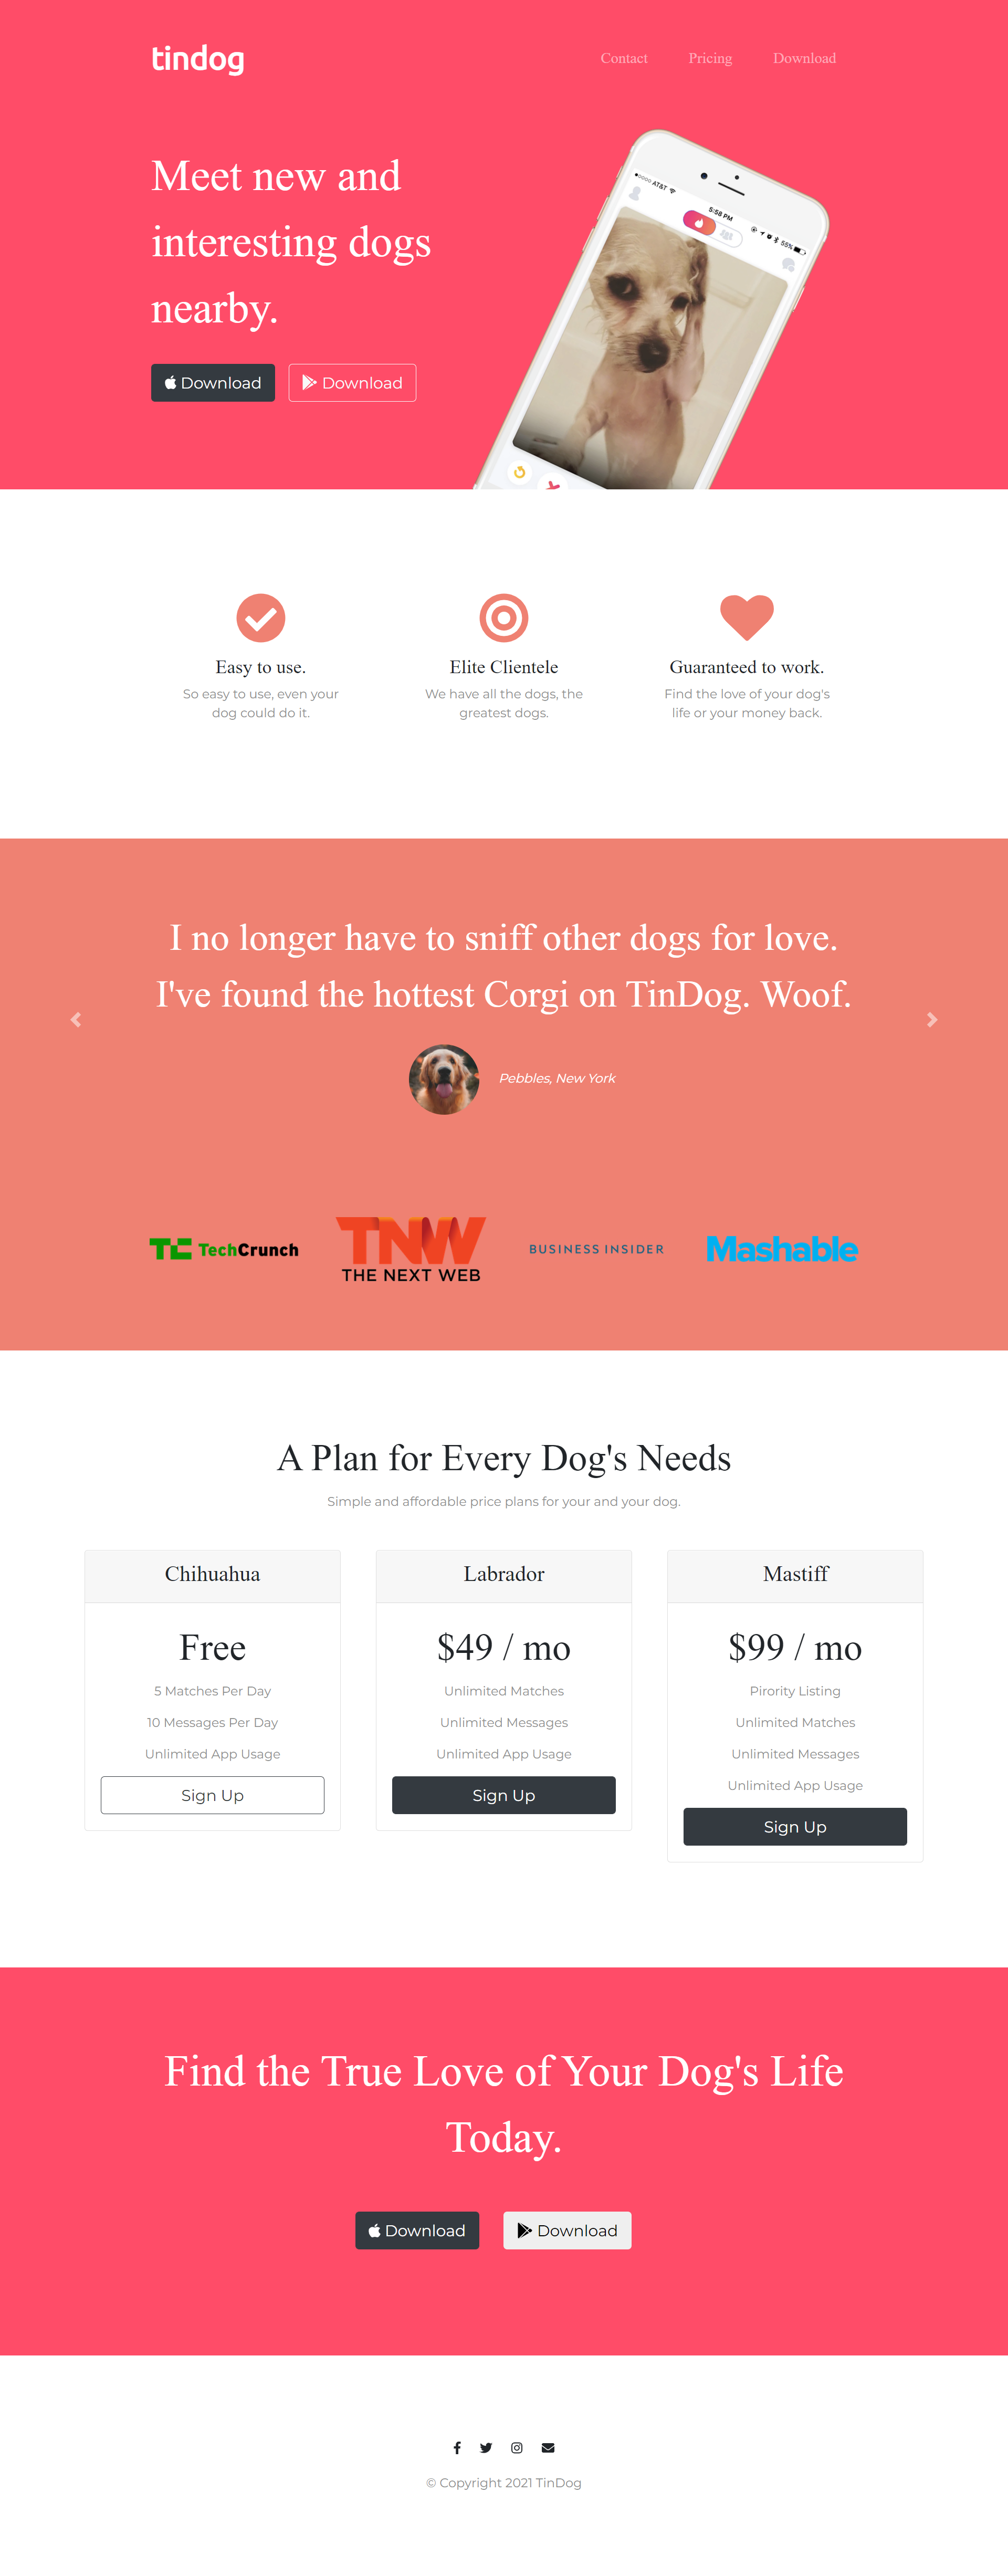 tindog
Contact Pricing Download
Meet new and
interesting dogs
nearby.
●○○○○ AT&T
5:58 PM
55%
Download Download
Easy to use.
So easy to use, even your
dog could do it.
Elite Clientele
We have all the dogs, the
greatest dogs.
Guaranteed to work.
Find the love of your dog's
life or your money back.
I no longer have to sniff other dogs for love.
I've found the hottest Corgi on TinDog. Woof.
Pebbles, New York
TC TechCrunch
TNW
THE NEXT WEB
BUSINESS INSIDER
Mashable
A Plan for Every Dog's Needs
Simple and affordable price plans for your and your dog.
Chihuahua
Free
5 Matches Per Day
10 Messages Per Day
Unlimited App Usage
Sign Up
Labrador
$49 / mo
Unlimited Matches
Unlimited Messages
Unlimited App Usage
Sign Up
Mastiff
$99 / mo
Pirority Listing
Unlimited Matches
Unlimited Messages
Unlimited App Usage
Sign Up
Find the True Love of Your Dog's Life
Today.
Download Download
© Copyright 2021 TinDog